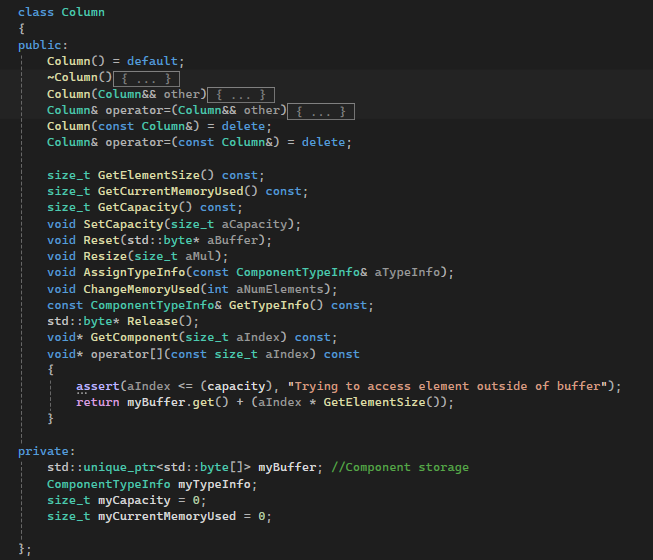 class Column
{
public:
    Column() = default;
    ~Column(){ ... }
    Column(Column&& other){ ... }
    Column& operator=(Column&& other){ ... }
    Column(const Column&) = delete;
    Column& operator=(const Column&) = delete;

    size_t GetElementSize() const;
    size_t GetCurrentMemoryUsed() const;
    size_t GetCapacity() const;
    void SetCapacity(size_t aCapacity);
    void Reset(std::byte* aBuffer);
    void Resize(size_t aMul);
    void AssignTypeInfo(const ComponentTypeInfo& aTypeInfo);
    void ChangeMemoryUsed(int aNumElements);
    const ComponentTypeInfo& GetTypeInfo() const;
    std::byte* Release();
    void* GetComponent(size_t aIndex) const;
    void* operator[](const size_t aIndex) const
    {
        assert(aIndex <= (capacity), "Trying to access element outside of buffer");
        return myBuffer.get() + (aIndex * GetElementSize());
    }

private:
    std::unique_ptr<std::byte[]> myBuffer; //Component storage
    ComponentTypeInfo myTypeInfo;
    size_t myCapacity = 0;
    size_t myCurrentMemoryUsed = 0;

};